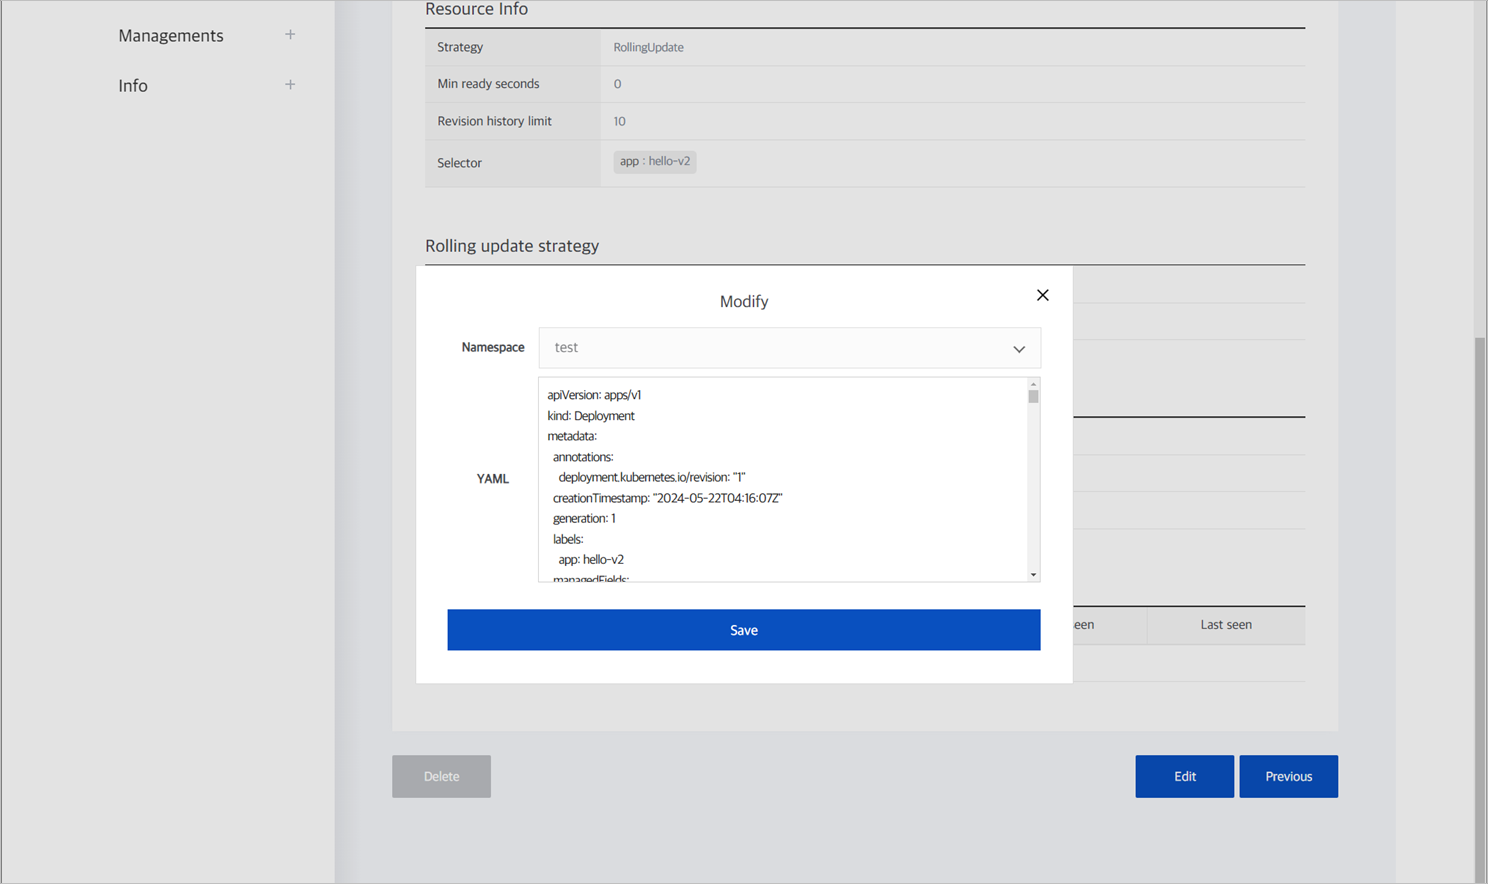 Managements
Info
Resource Info
Strategy RollingUpdate
Min ready seconds 0
Revision history limit 10
Selector app : hello-v2
Rolling update strategy
Modify
Namespace test
YAML
apiVersion: apps/v1
kind: Deployment
metadata:
annotations:
deployment.kubernetes.io/revision: "1"
creationTimestamp: "2024-05-22T04:16:07Z"
generation: 1
labels:
app: hello-v2
managedFields:
Save
een Last seen
Delete Edit Previous